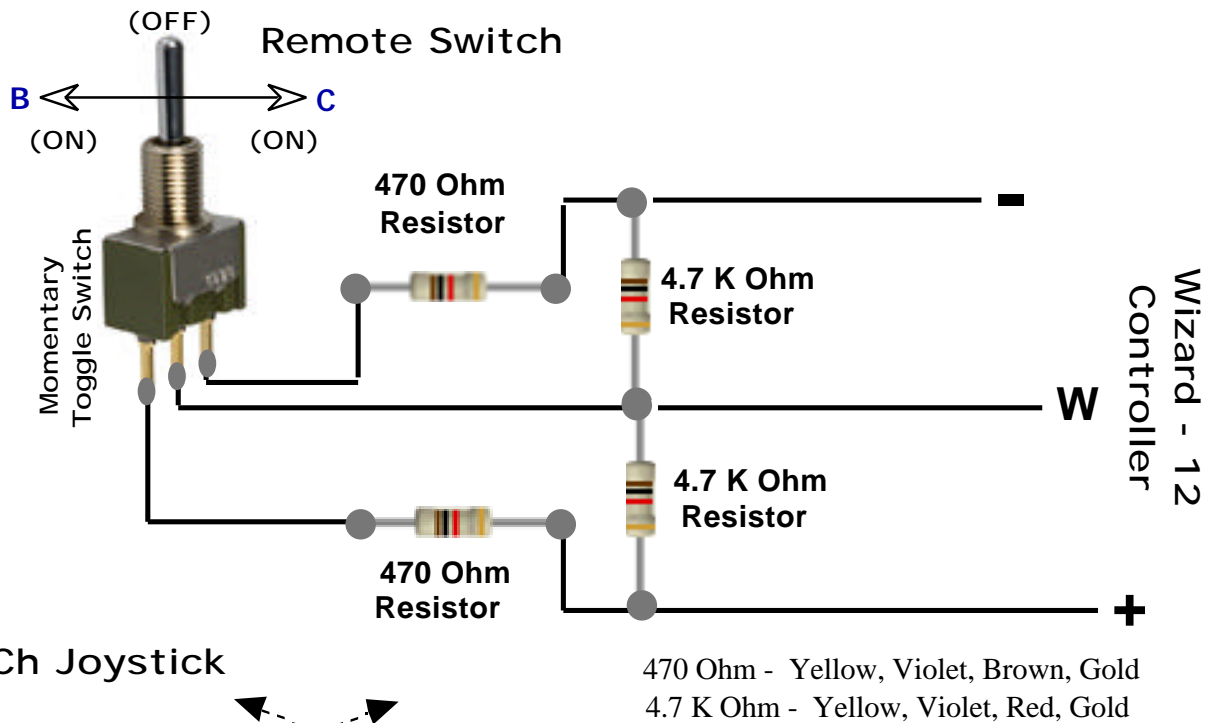 (OFF)
Remote Switch
B
C
(ON)
(ON)
470 Ohm
Resistor
-
Momentary
Toggle Switch
4.7 K Ohm
Resistor
W
Wizard - 12
Controller
4.7 K Ohm
Resistor
470 Ohm
Resistor
+
Ch Joystick
470 Ohm - Yellow, Violet, Brown, Gold
4.7 K Ohm - Yellow, Violet, Red, Gold